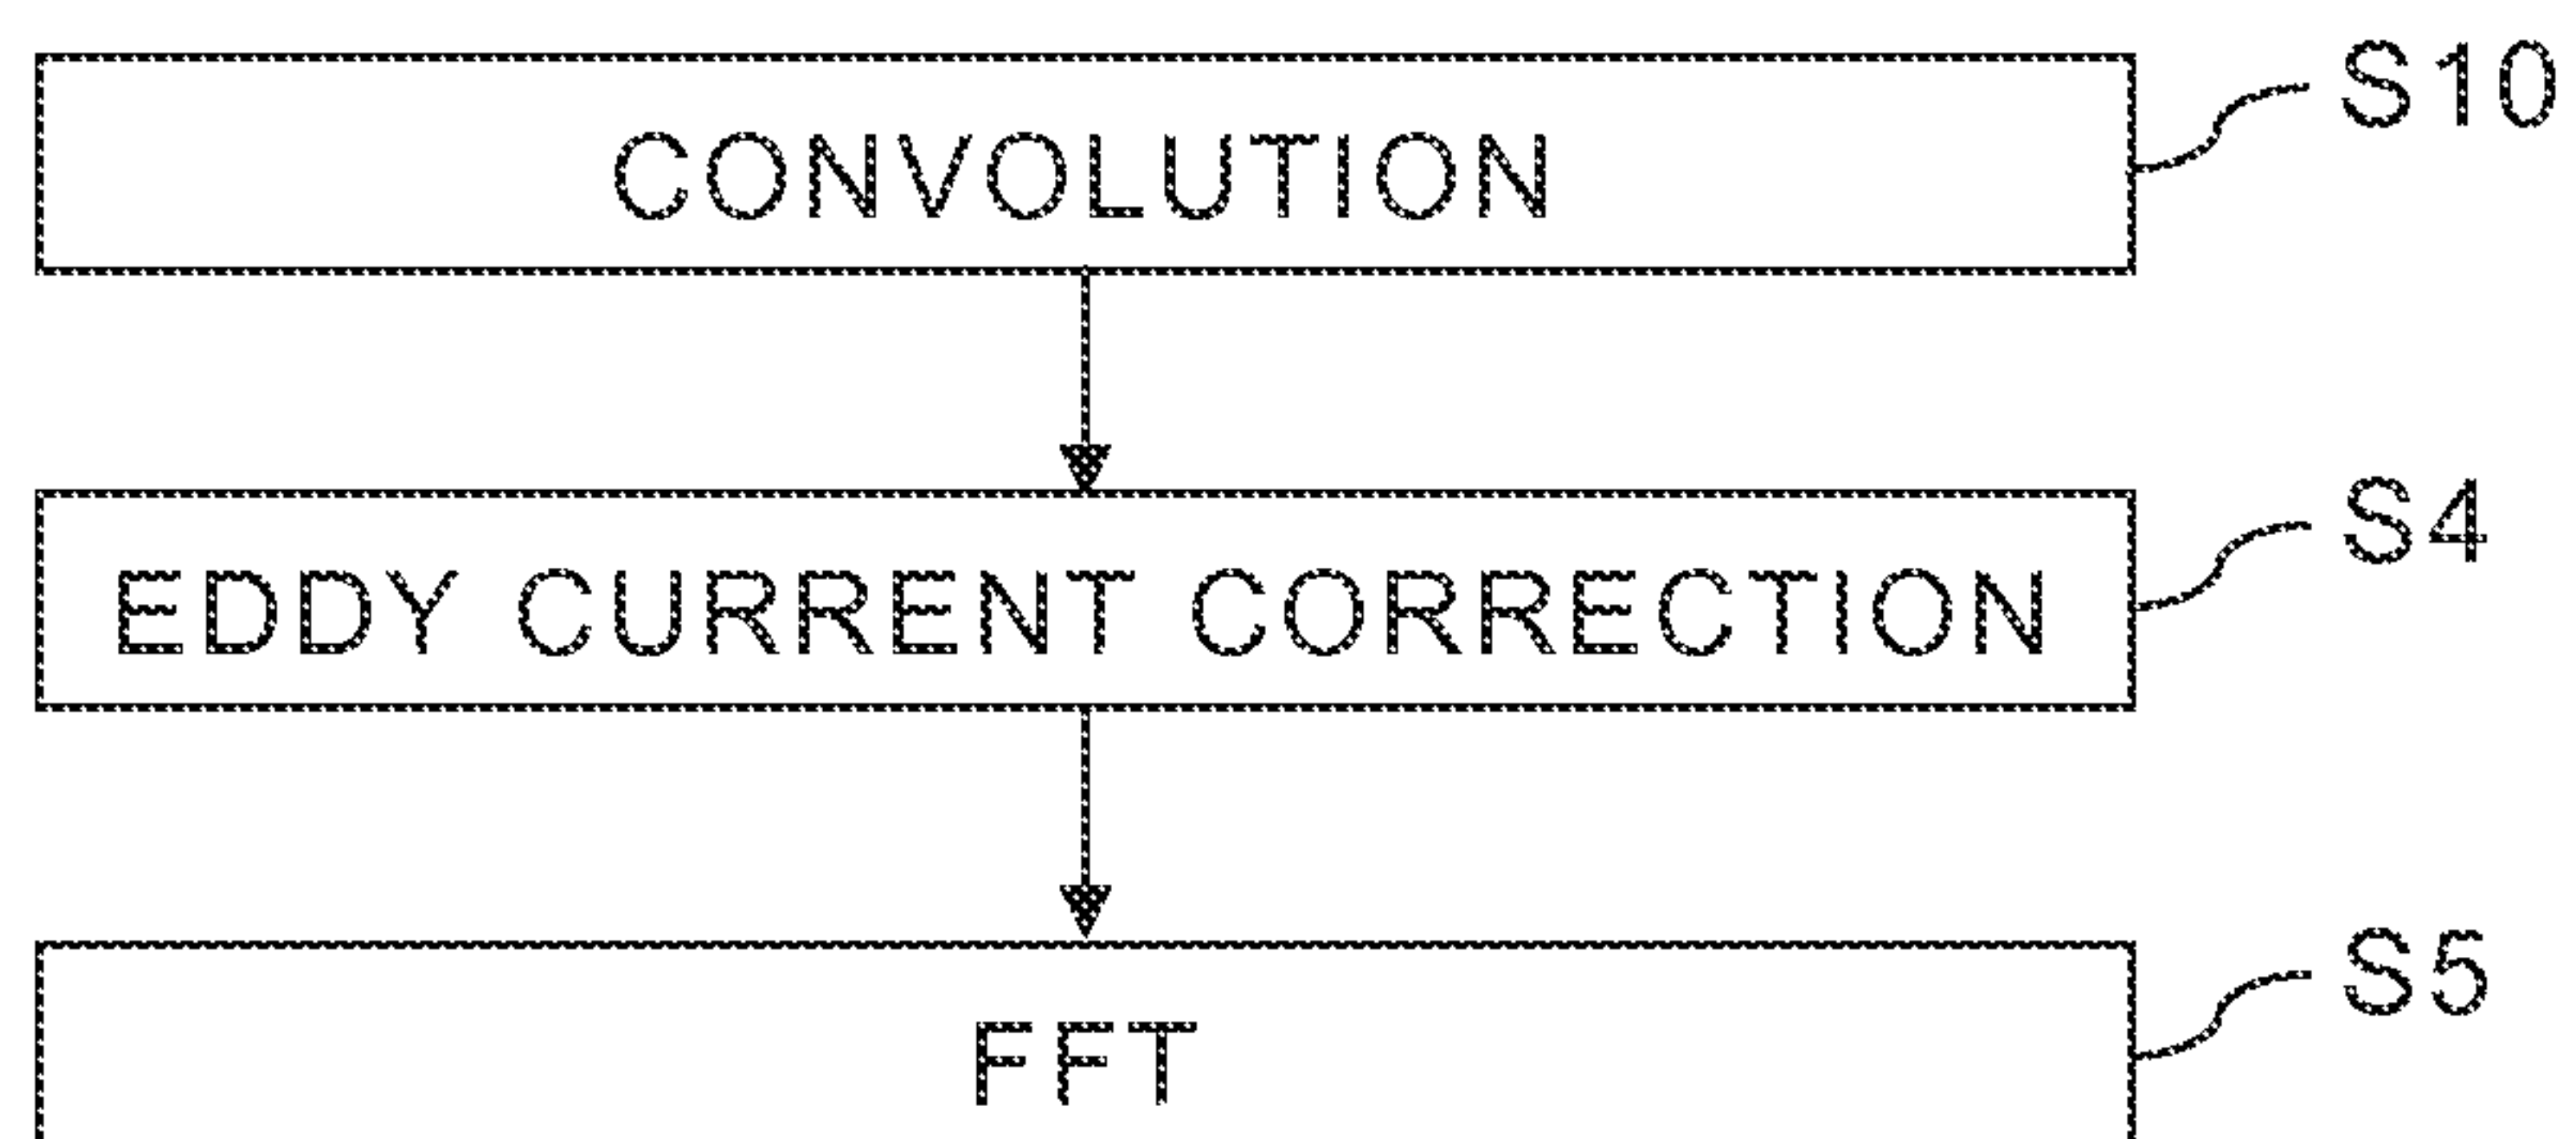 S10
CONVOLUTION
S4
EDDY CURRENT CORRECTION
S5
FFT